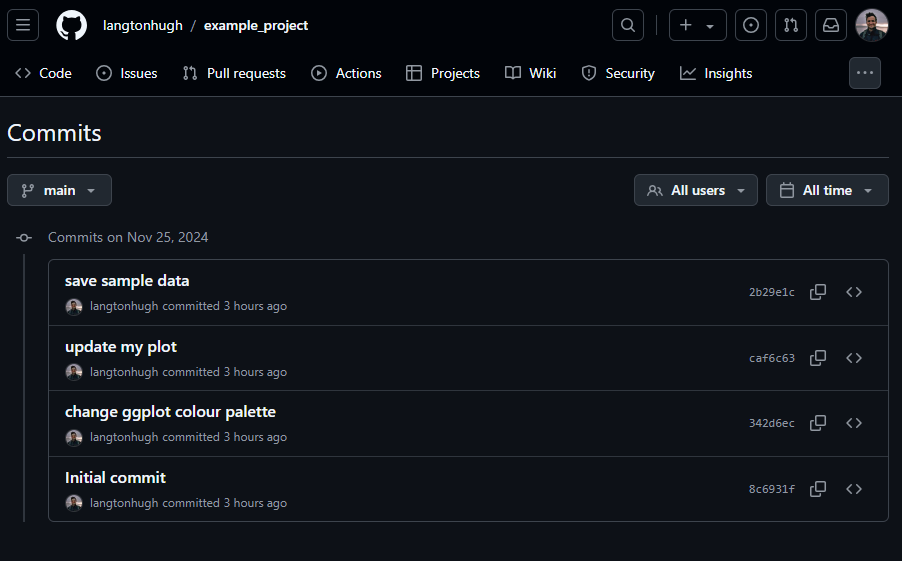 langtonhugh / example_project
Code Issues Pull requests Actions Projects Wiki Security Insights
Commits
main All users All time
Commits on Nov 25, 2024
save sample data
langtonhugh committed 3 hours ago 2b29e1c
update my plot
langtonhugh committed 3 hours ago caf6c63
change ggplot colour palette
langtonhugh committed 3 hours ago 342d6ec
Initial commit
langtonhugh committed 3 hours ago 8c6931f